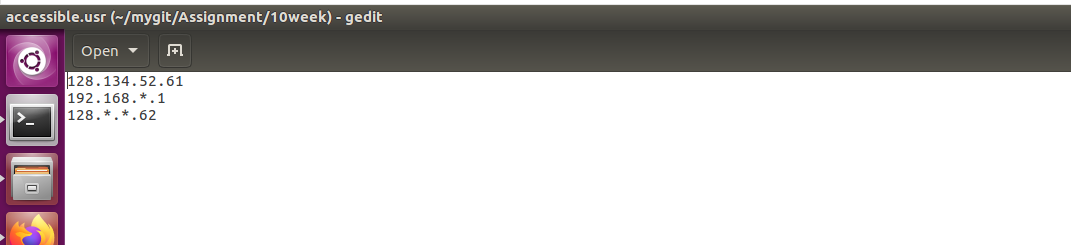 accessible.usr (~/mygit/Assignment/10week) - gedit
Open
128.134.52.61
192.168.*.1
128.*.*.62